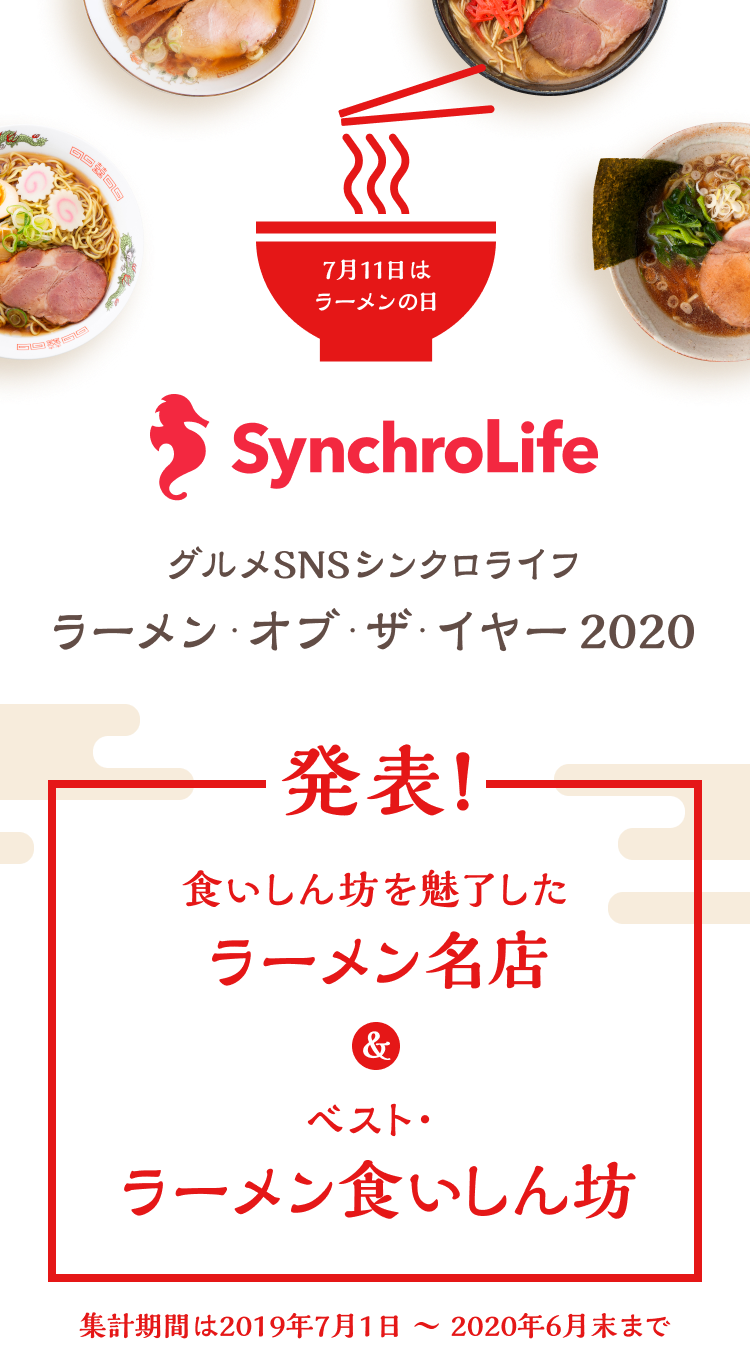 7月11日は
ラーメンの日
SynchroLife
グルメSNSシンクロライフ
ラーメン・オブ・ザ・イヤー 2020
発表!
食いしん坊を魅了した
ラーメン名店
&
ベスト・
ラーメン食いしん坊
集計期間は2019年7月1日 〜 2020年6月末まで